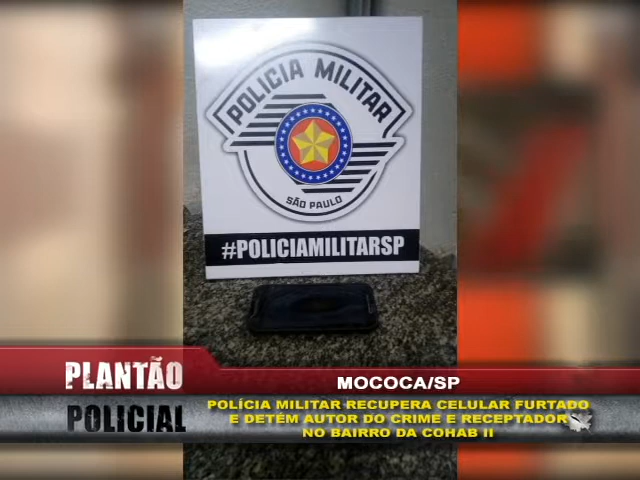 POLICIA MILITAR
SÃO PAULO
#POLICIAMILITARSP
PLANTÃO
POLICIAL
MOCOCA/SP
POLÍCIA MILITAR RECUPERA CELULAR FURTADO
E DETÉM AUTOR DO CRIME E RECEPTADOR
NO BAIRRO DA COHAB II